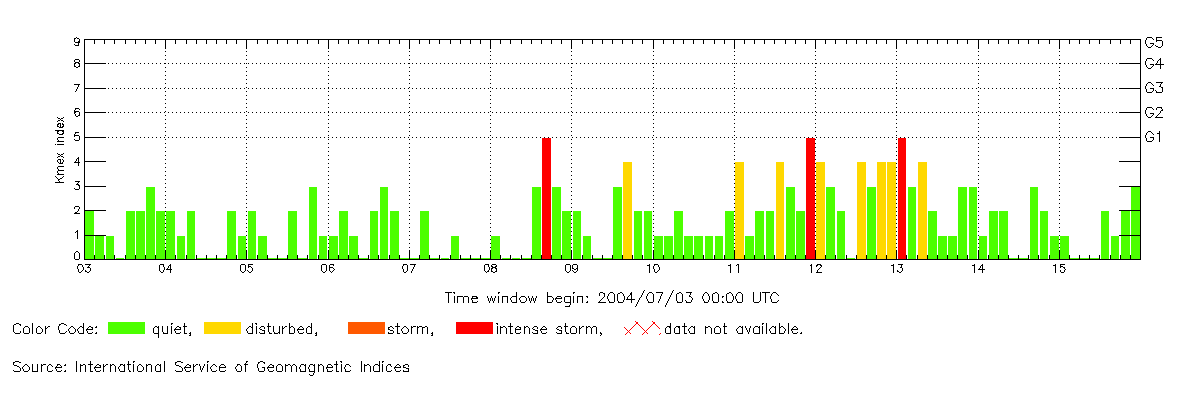 9 G5
8 G4
7 G3
6 G2
5 G1
4
3
2
1
0
Kmex index
03 04 05 06 07 08 09 10 11 12 13 14 15
Time window begin: 2004/07/03 00:00 UTC
Color Code: quiet, disturbed, storm, intense storm, data not available.
Source: International Service of Geomagnetic Indices